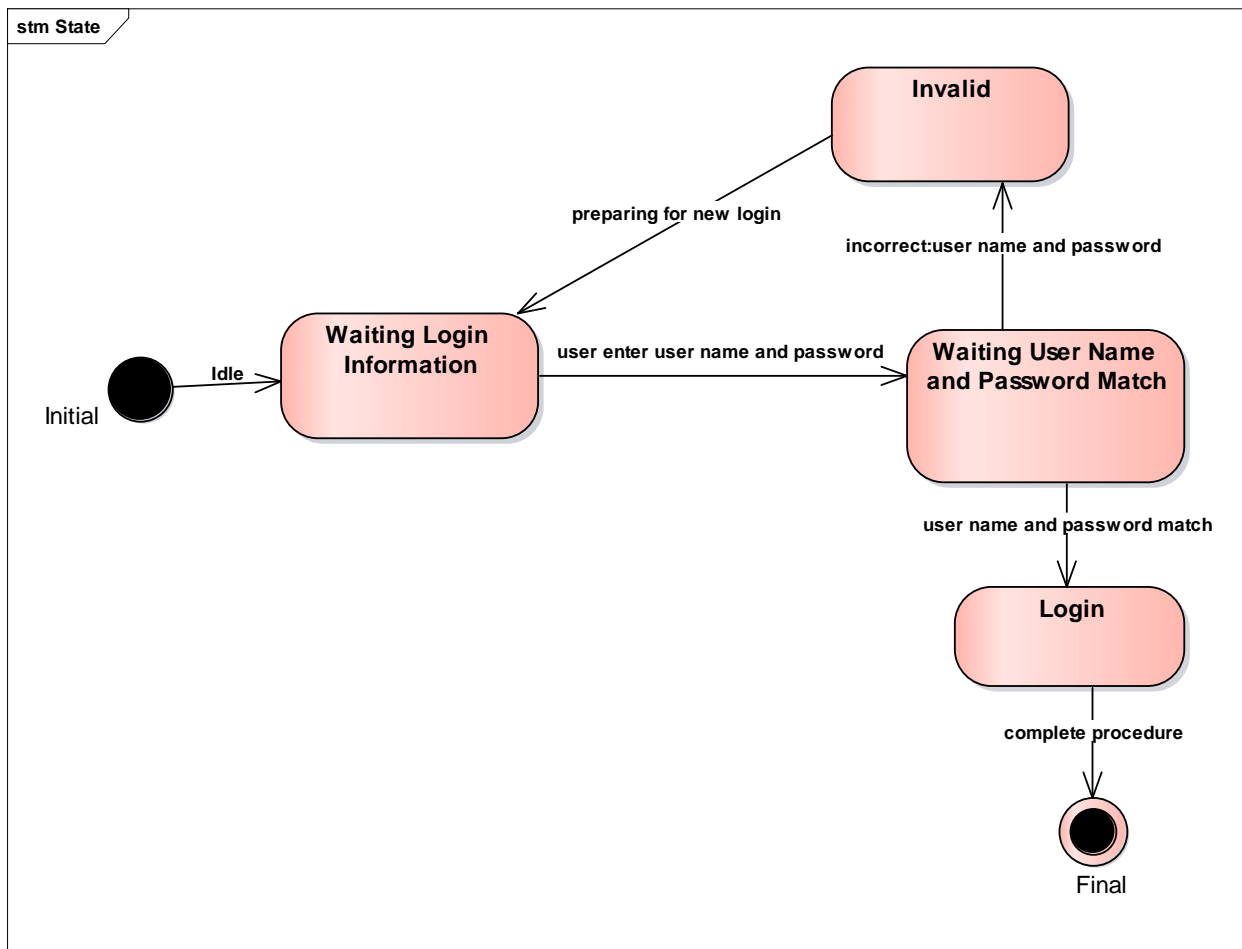 stm State
Invalid
preparing for new login
incorrect:user name and password
Waiting Login
Information
user enter user name and password
Waiting User Name
and Password Match
Idle
Initial
user name and password match
Login
complete procedure
Final